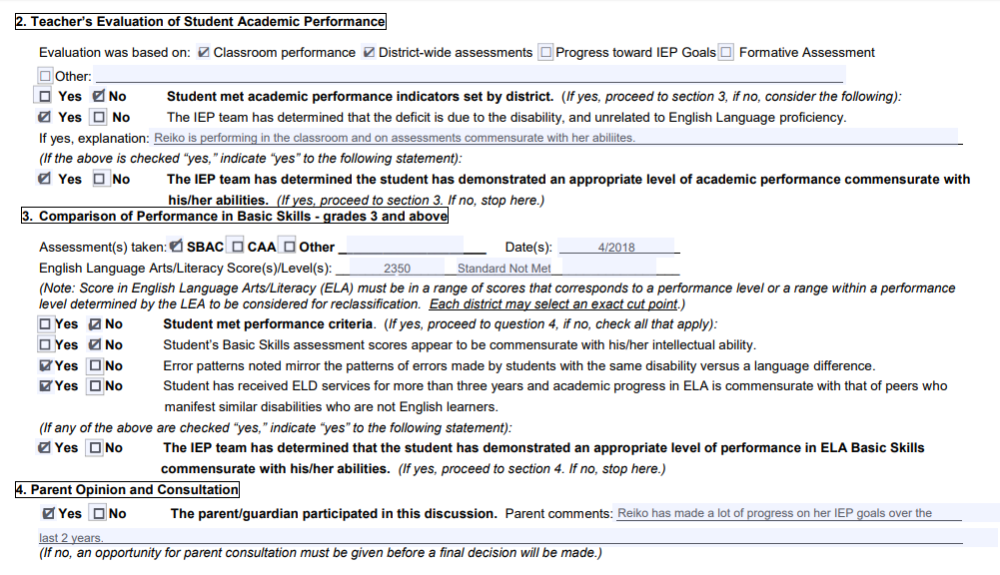 2. Teacher's Evaluation of Student Academic Performance
Evaluation was based on: ☑ Classroom performance ☑ District-wide assessments ☐ Progress toward IEP Goals ☐ Formative Assessment
☐ Other:
☐ Yes ☑ No Student met academic performance indicators set by district. (If yes, proceed to section 3, if no, consider the following):
☑ Yes ☐ No The IEP team has determined that the deficit is due to the disability, and unrelated to English Language proficiency.
If yes, explanation: Reiko is performing in the classroom and on assessments commensurate with her abiliites.
(If the above is checked "yes," indicate "yes" to the following statement):
☑ Yes ☐ No The IEP team has determined the student has demonstrated an appropriate level of academic performance commensurate with
his/her abilities. (If yes, proceed to section 3. If no, stop here.)
3. Comparison of Performance in Basic Skills - grades 3 and above
Assessment(s) taken: ☑ SBAC ☐ CAA ☐ Other Date(s): 4/2018
English Language Arts/Literacy Score(s)/Level(s): 2350 Standard Not Met
(Note: Score in English Language Arts/Literacy (ELA) must be in a range of scores that corresponds to a performance level or a range within a performance
level determined by the LEA to be considered for reclassification. Each district may select an exact cut point.)
☐ Yes ☑ No Student met performance criteria. (If yes, proceed to question 4, if no, check all that apply):
☐ Yes ☑ No Student's Basic Skills assessment scores appear to be commensurate with his/her intellectual ability.
☑ Yes ☐ No Error patterns noted mirror the patterns of errors made by students with the same disability versus a language difference.
☑ Yes ☐ No Student has received ELD services for more than three years and academic progress in ELA is commensurate with that of peers who
manifest similar disabilities who are not English learners.
(If any of the above are checked "yes," indicate "yes" to the following statement):
☑ Yes ☐ No The IEP team has determined that the student has demonstrated an appropriate level of performance in ELA Basic Skills
commensurate with his/her abilities. (If yes, proceed to section 4. If no, stop here.)
4. Parent Opinion and Consultation
☑ Yes ☐ No The parent/guardian participated in this discussion. Parent comments: Reiko has made a lot of progress on her IEP goals over the
last 2 years.
(If no, an opportunity for parent consultation must be given before a final decision will be made.)